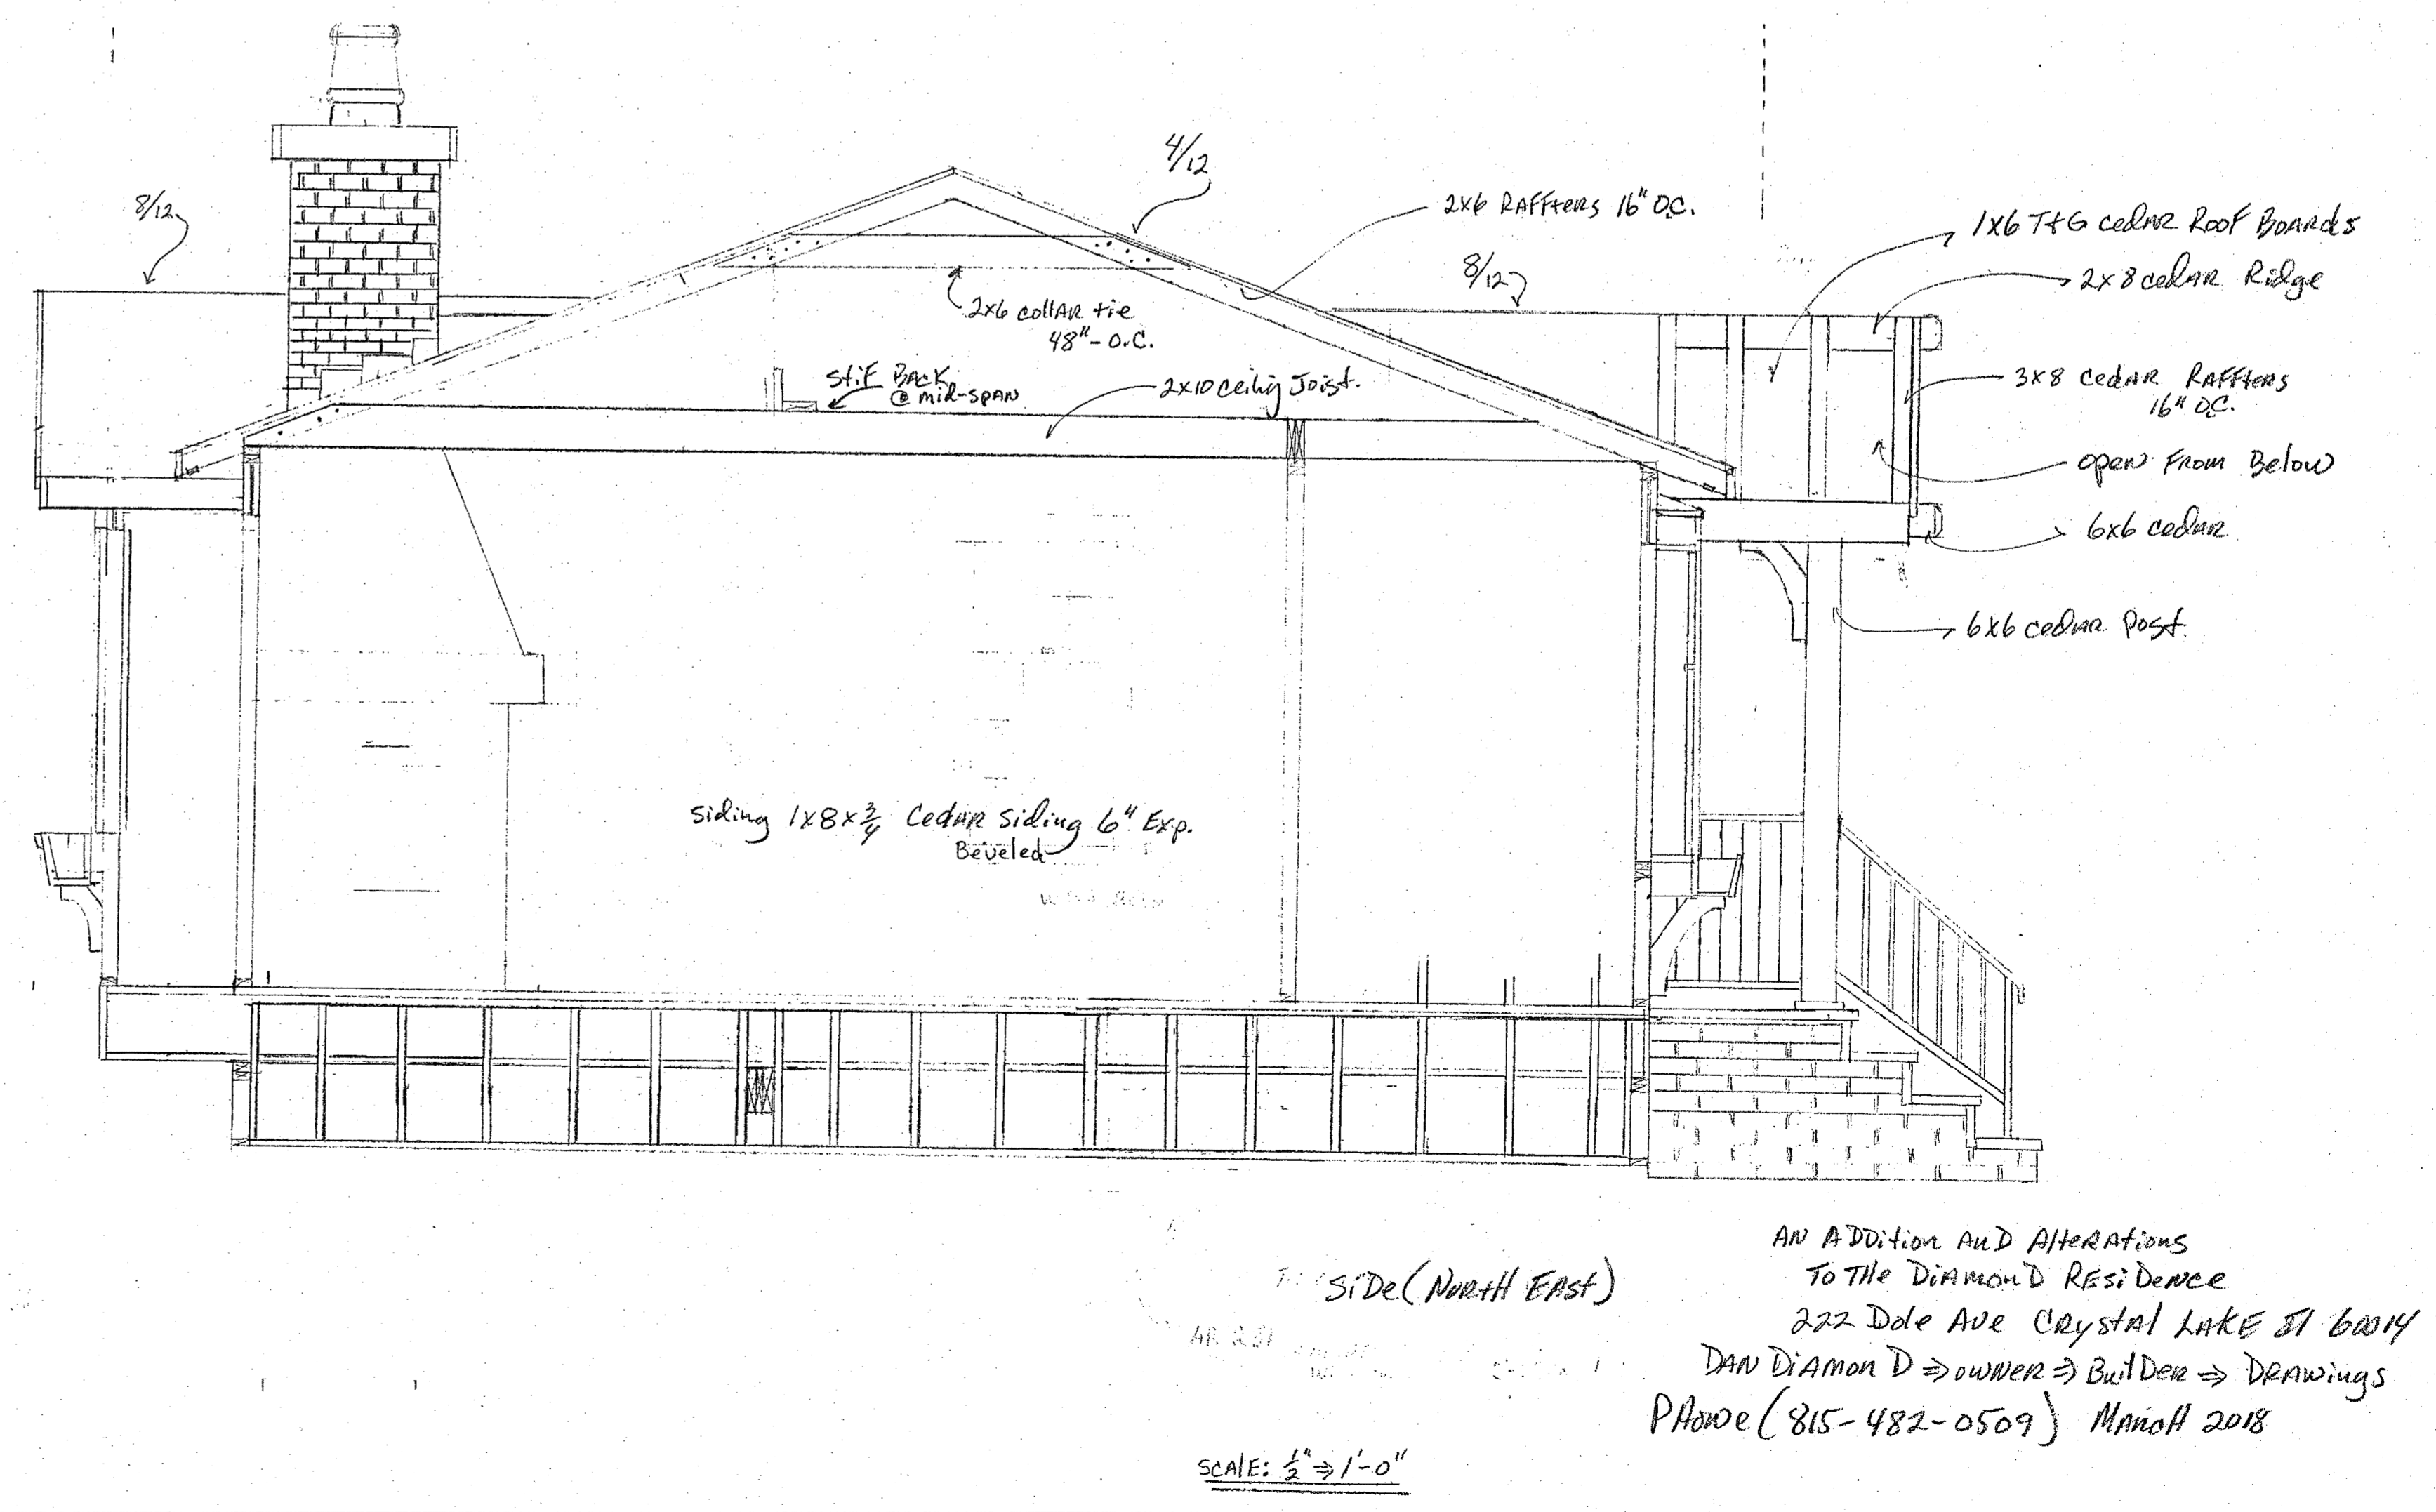 4/12
8/12
2x6 RAFFteRS 16" O.C.
1x6 T&G cedAR Roof BOARds
8/12
2x8 cedAR Ridge
2x6 collAR tie
48"-O.C.
Stif BACK
@ mid-SPAN
2x10 ceilig Joist.
3x8 CedAR RAFFteRS
16" O.C.
open From Below
6x6 cedAR
6x6 cedAR Post.
Siding 1x8x3/4 CedAR Siding 6" Exp.
Beveled
SiDe (NoRtH EASt)
AN ADDition AnD AlteRAtions
To THe DiAmonD RESiDeNce
222 Dole Ave CRyStAl LAKE Il 60014
DAN DiAmonD ⇒ owNeR ⇒ BuilDeR ⇒ DRAwings
PHoNe (815-482-0509) MARcH 2018
SCAlE: 1/2" ⇒ 1'-0"